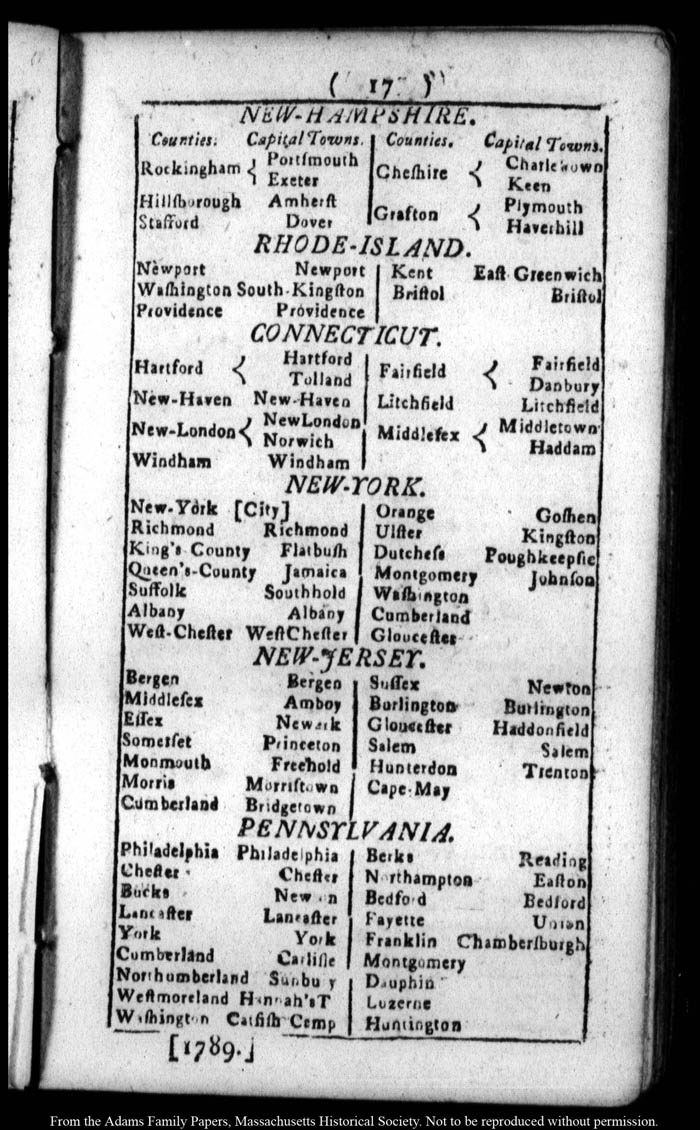 ( 17 )
NEW-HAMPSHIRE.
Counties. Capital Towns.
Rockingham { Portſmouth
Exeter
Hillſborough Amherſt
Stafford Dover
Counties. Capital Towns.
Cheſhire { Charleſtown
Keen
Grafton { Plymouth
Haverhill
RHODE-ISLAND.
Newport Newport
Waſhington South-Kingſton
Providence Providence
Kent Eaſt Greenwich
Briſtol Briſtol
CONNECTICUT.
Hartford { Hartford
Tolland
New-Haven New-Haven
New-London { NewLondon
Norwich
Windham Windham
Fairfield { Fairfield
Danbury
Litchfield Litchfield
Middleſex { Middletown
Haddam
NEW-YORK.
New-York [City]
Richmond Richmond
King's County Flatbuſh
Queen's-County Jamaica
Suffolk Southhold
Albany Albany
Weſt-Cheſter WeſtCheſter
Orange Goſhen
Ulſter Kingſton
Dutcheſs Poughkeepſie
Montgomery Johnſon
Waſhington
Cumberland
Glouceſter
NEW-JERSEY.
Bergen Bergen
Middleſex Amboy
Eſſex Newark
Somerſet Princeton
Monmouth Freehold
Morris Morriſtown
Cumberland Bridgetown
Suſſex Newton
Burlington Burlington
Glouceſter Haddonfield
Salem Salem
Hunterdon Trenton
Cape-May
PENNSYLVANIA.
Philadelphia Philadelphia
Cheſter Cheſter
Bucks
Lancaſter Lancaſter
York York
Cumberland Carliſle
Northumberland Sunbury
Weſtmoreland Hannah'sT
Waſhington Catfiſh Cemp
Berks Reading
Northampton Eaſton
Bedford Bedford
Fayette Union
Franklin Chamberſburgh
Montgomery
Dauphin
Luzerne
Huntington
[1789.]
From the Adams Family Papers, Massachusetts Historical Society. Not to be reproduced without permission.